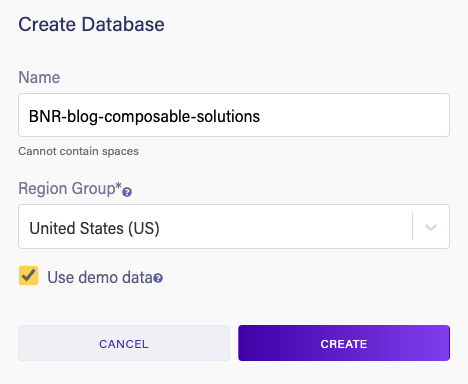 Create Database
Name
BNR-blog-composable-solutions
Cannot contain spaces
Region Group*?
United States (US)
Use demo data?
CANCEL
CREATE